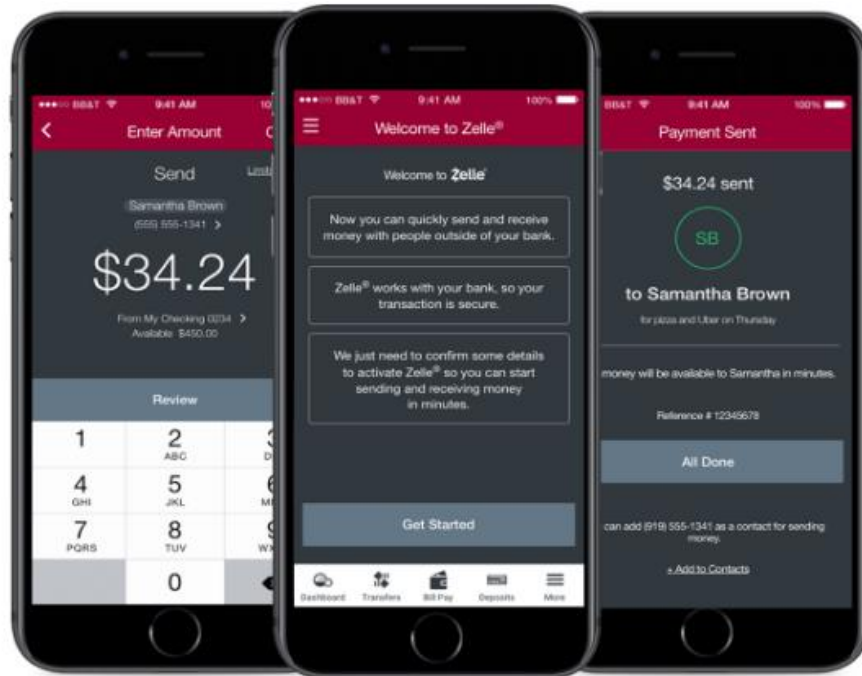 BB&T 9:41 AM 10
Enter Amount C
Send
Samantha Brown
(555) 555-1341 >
$34.24
From My Checking 0234 >
Available $450.00
Review
1
2
ABC
4
GHI
5
JKL
7
PQRS
8
TUV
0
BB&T 9:41 AM 100%
Welcome to Zelle®
Welcome to Zelle®
Now you can quickly send and receive
money with people outside of your bank.
Zelle® works with your bank, so your
transaction is secure.
We just need to confirm some details
to activate Zelle® so you can start
sending and receiving money
in minutes.
Get Started
Dashboard
Transfers
Bill Pay
Deposits
More
BB&T 9:41 AM 100%
Payment Sent
$34.24 sent
SB
to Samantha Brown
for pizza and Uber on Thursday
money will be available to Samantha in minutes.
Reference # 12345678
All Done
can add (919) 555-1341 as a contact for sending
money.
+ Add to Contacts